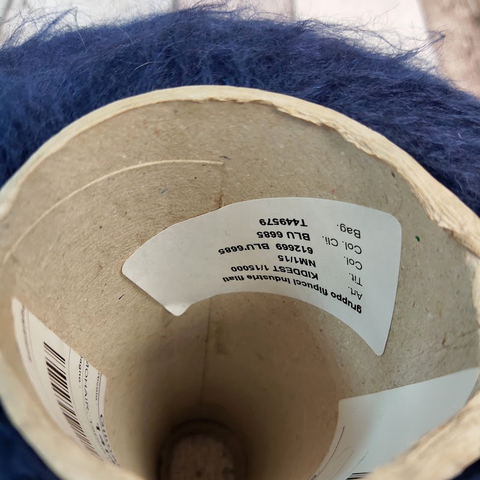 gruppo filpucci industrie filati
Art. KIDDEST 1/15000
Tit. NM1/15
Col. 612669 BLU 6685
Col. Cli. BLU 6685
Bag. T449579
MOHAIR